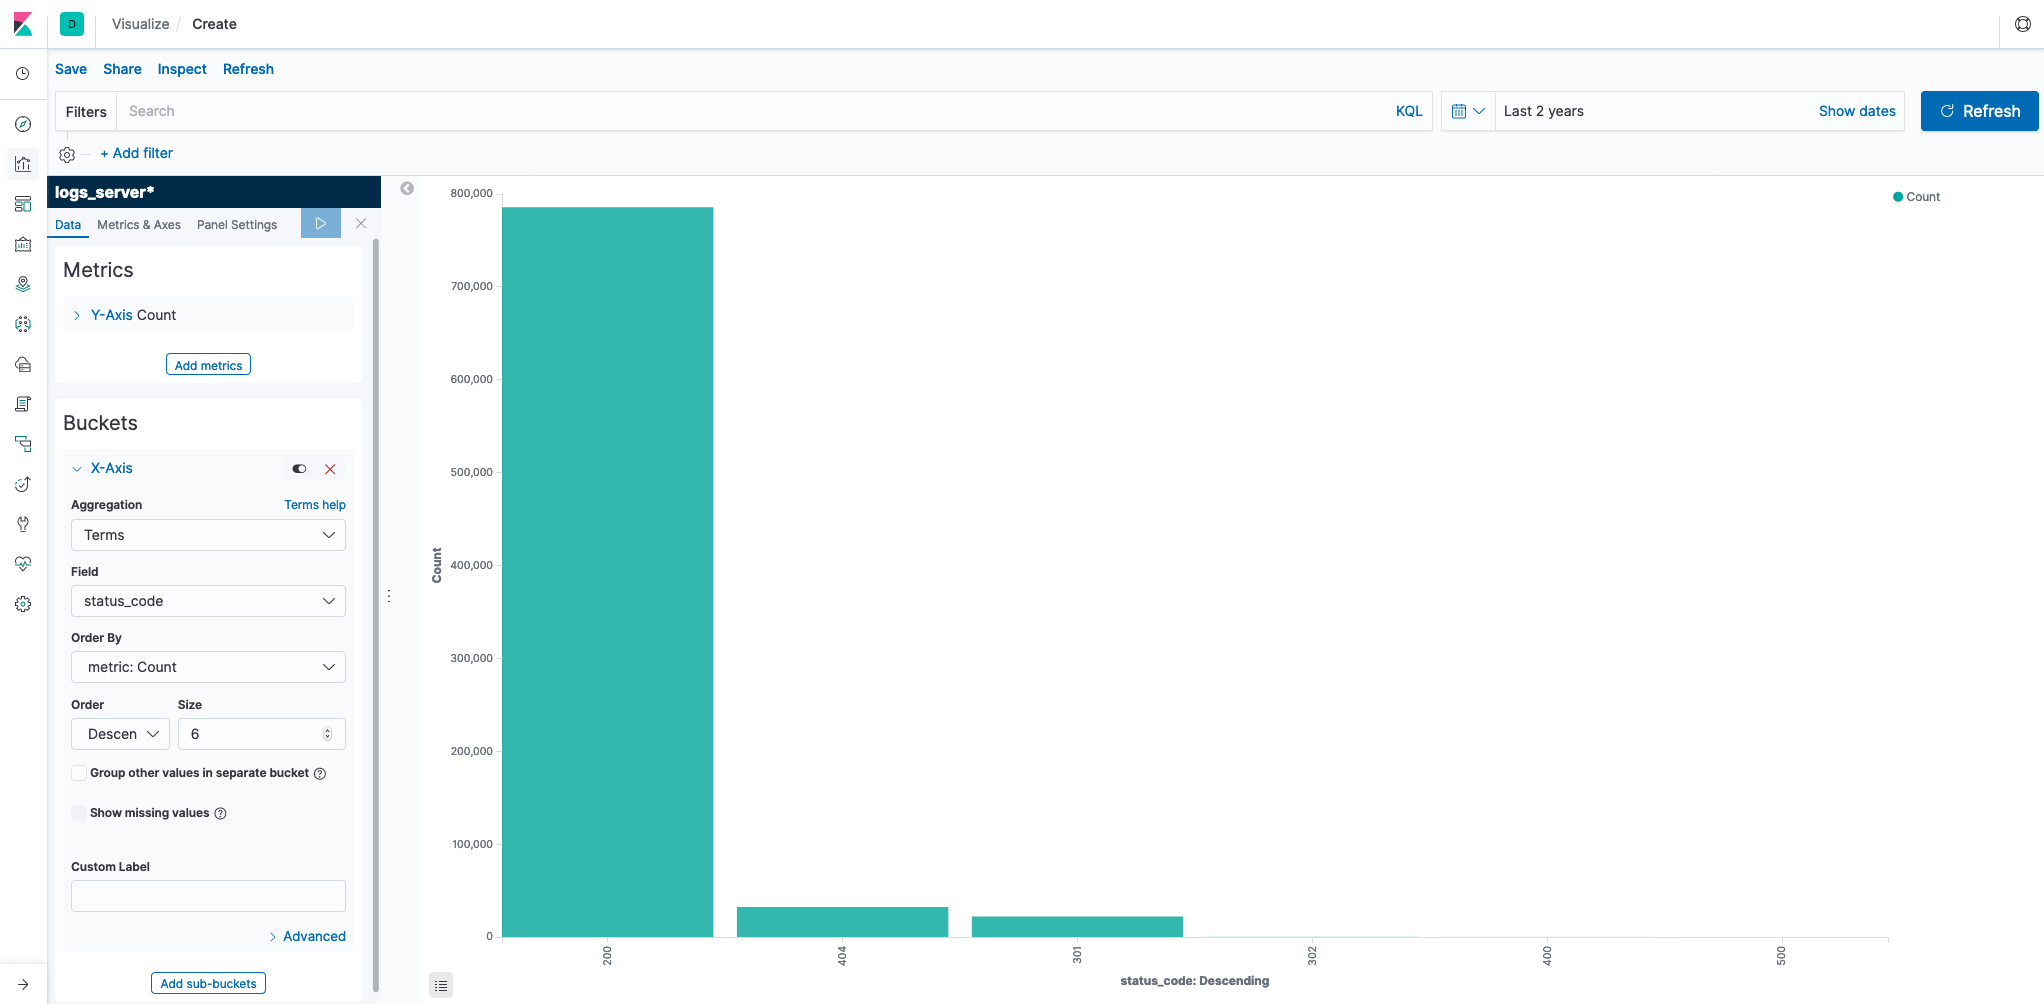 D Visualize / Create
Save Share Inspect Refresh
Filters Search KQL Last 2 years Show dates Refresh
+ Add filter
logs_server*
Data Metrics & Axes Panel Settings
Metrics
Y-Axis Count
Add metrics
Buckets
X-Axis
Aggregation Terms help
Terms
Field
status_code
Order By
metric: Count
Order Size
Descen 6
Group other values in separate bucket
Show missing values
Custom Label
Advanced
Add sub-buckets
Count
800,000
700,000
600,000
500,000
400,000
300,000
200,000
100,000
0
200 404 301 302 400 500
status_code: Descending
Count